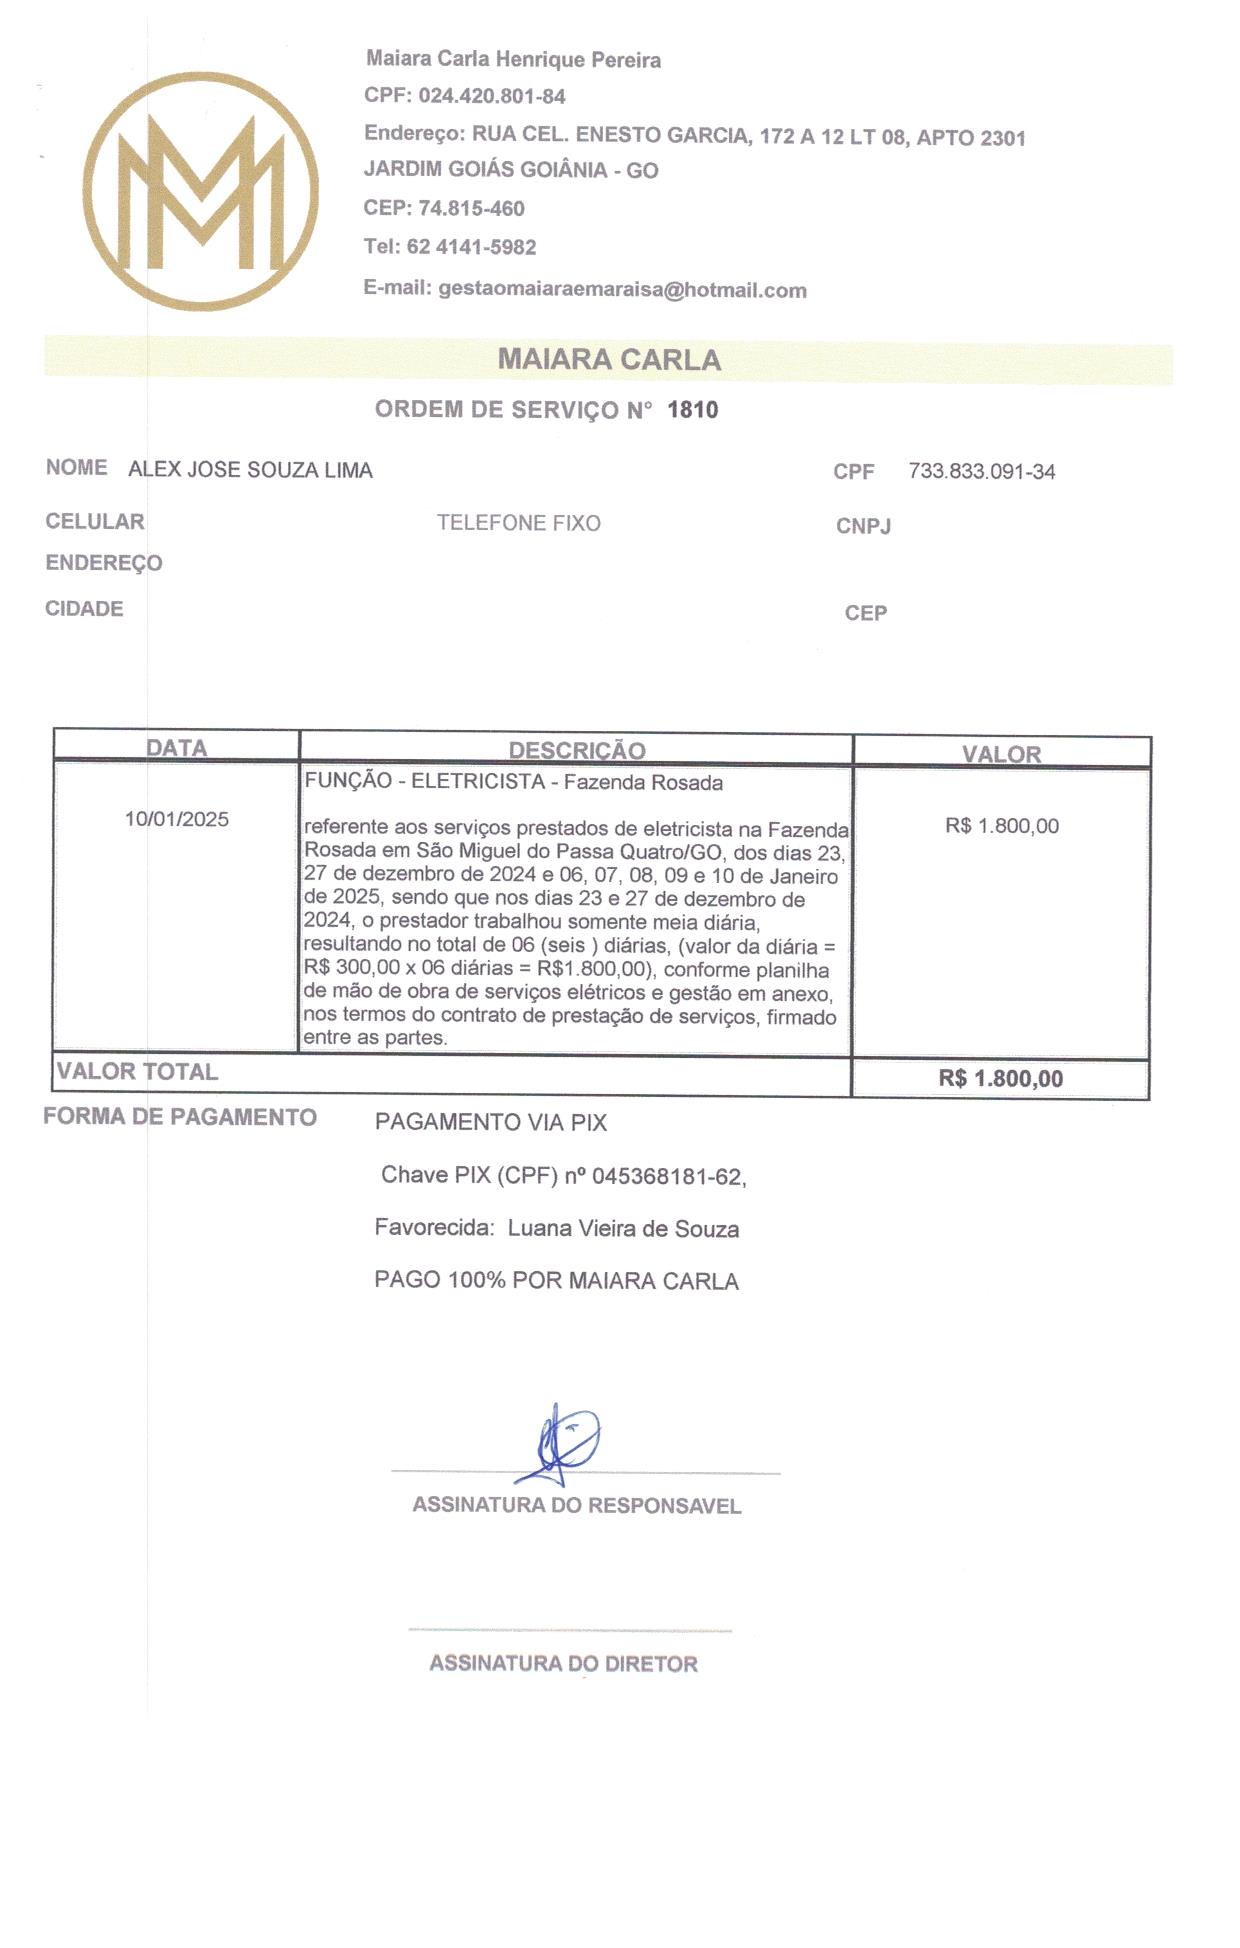 Maiara Carla Henrique Pereira
CPF: 024.420.801-84
Endereço: RUA CEL. ENESTO GARCIA, 172 A 12 LT 08, APTO 2301
JARDIM GOIÁS GOIÂNIA - GO
CEP: 74.815-460
Tel: 62 4141-5982
E-mail: gestaomaiaraemaraisa@hotmail.com
MAIARA CARLA
ORDEM DE SERVIÇO N° 1810
NOME ALEX JOSE SOUZA LIMA CPF 733.833.091-34
CELULAR TELEFONE FIXO CNPJ
ENDEREÇO
CIDADE CEP
DATA DESCRIÇÃO VALOR
FUNÇÃO - ELETRICISTA - Fazenda Rosada
10/01/2025 R$ 1.800,00
referente aos serviços prestados de eletricista na Fazenda
Rosada em São Miguel do Passa Quatro/GO, dos dias 23,
27 de dezembro de 2024 e 06, 07, 08, 09 e 10 de Janeiro
de 2025, sendo que nos dias 23 e 27 de dezembro de
2024, o prestador trabalhou somente meia diária,
resultando no total de 06 (seis ) diárias, (valor da diária =
R$ 300,00 x 06 diárias = R$1.800,00), conforme planilha
de mão de obra de serviços elétricos e gestão em anexo,
nos termos do contrato de prestação de serviços, firmado
entre as partes.
VALOR TOTAL R$ 1.800,00
FORMA DE PAGAMENTO PAGAMENTO VIA PIX
Chave PIX (CPF) nº 045368181-62,
Favorecida: Luana Vieira de Souza
PAGO 100% POR MAIARA CARLA
ASSINATURA DO RESPONSAVEL
ASSINATURA DO DIRETOR